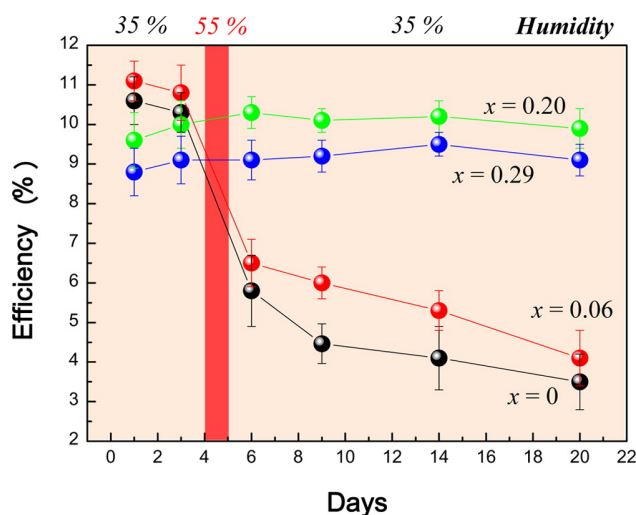 35 % 55 % 35 % Humidity
12
11
10
9
8
7
6
5
4
3
2
Efficiency (%)
x = 0.20
x = 0.29
x = 0.06
x = 0
0 2 4 6 8 10 12 14 16 18 20 22
Days